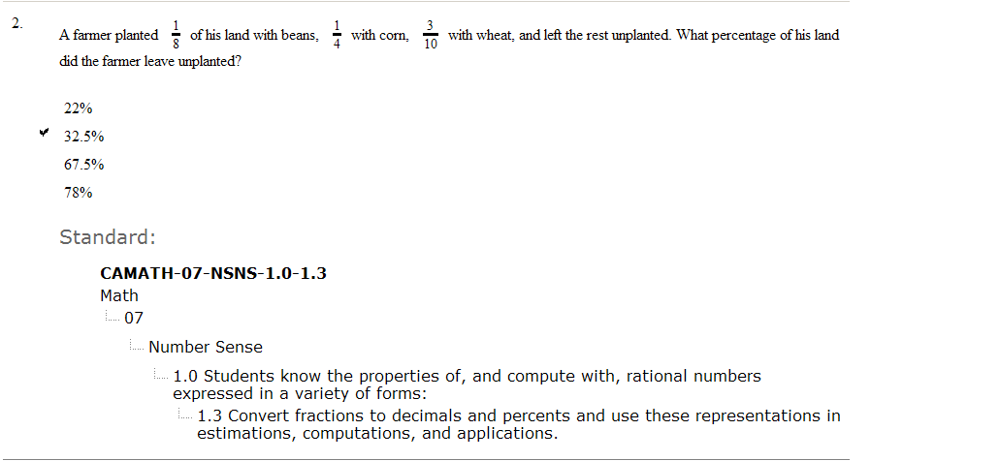 2.
A farmer planted 1/8 of his land with beans, 1/4 with corn, 3/10 with wheat, and left the rest unplanted. What percentage of his land
did the farmer leave unplanted?
22%
32.5%
67.5%
78%
Standard:
CAMATH-07-NSNS-1.0-1.3
Math
07
Number Sense
1.0 Students know the properties of, and compute with, rational numbers
expressed in a variety of forms:
1.3 Convert fractions to decimals and percents and use these representations in
estimations, computations, and applications.